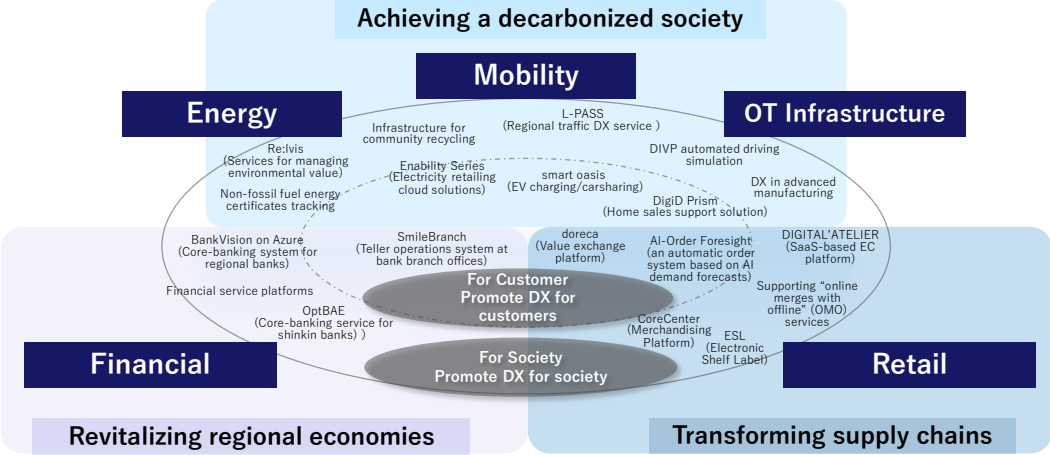 Achieving a decarbonized society
Mobility
Energy
OT Infrastructure
L-PASS
(Regional traffic DX service )
Infrastructure for
community recycling
Re:lvis
(Services for managing
environmental value)
DIVP automated driving
simulation
Enability Series
(Electricity retailing
cloud solutions)
smart oasis
(EV charging/carsharing)
DX in advanced
manufacturing
Non-fossil fuel energy
certificates tracking
DigiD Prism
(Home sales support solution)
BankVision on Azure
(Core-banking system for
regional banks)
SmileBranch
(Teller operations system at
bank branch offices)
doreca
(Value exchange
platform)
AI-Order Foresight
(an automatic order
system based on AI
demand forecasts)
DIGITAL'ATELIER
(SaaS-based EC
platform)
Financial service platforms
For Customer
Promote DX for
customers
Supporting “online
merges with
offline” (OMO)
services
OptBAE
(Core-banking service for
shinkin banks) )
CoreCenter
(Merchandising
Platform)
ESL
(Electronic
Shelf Label)
Financial
For Society
Promote DX for society
Retail
Revitalizing regional economies
Transforming supply chains